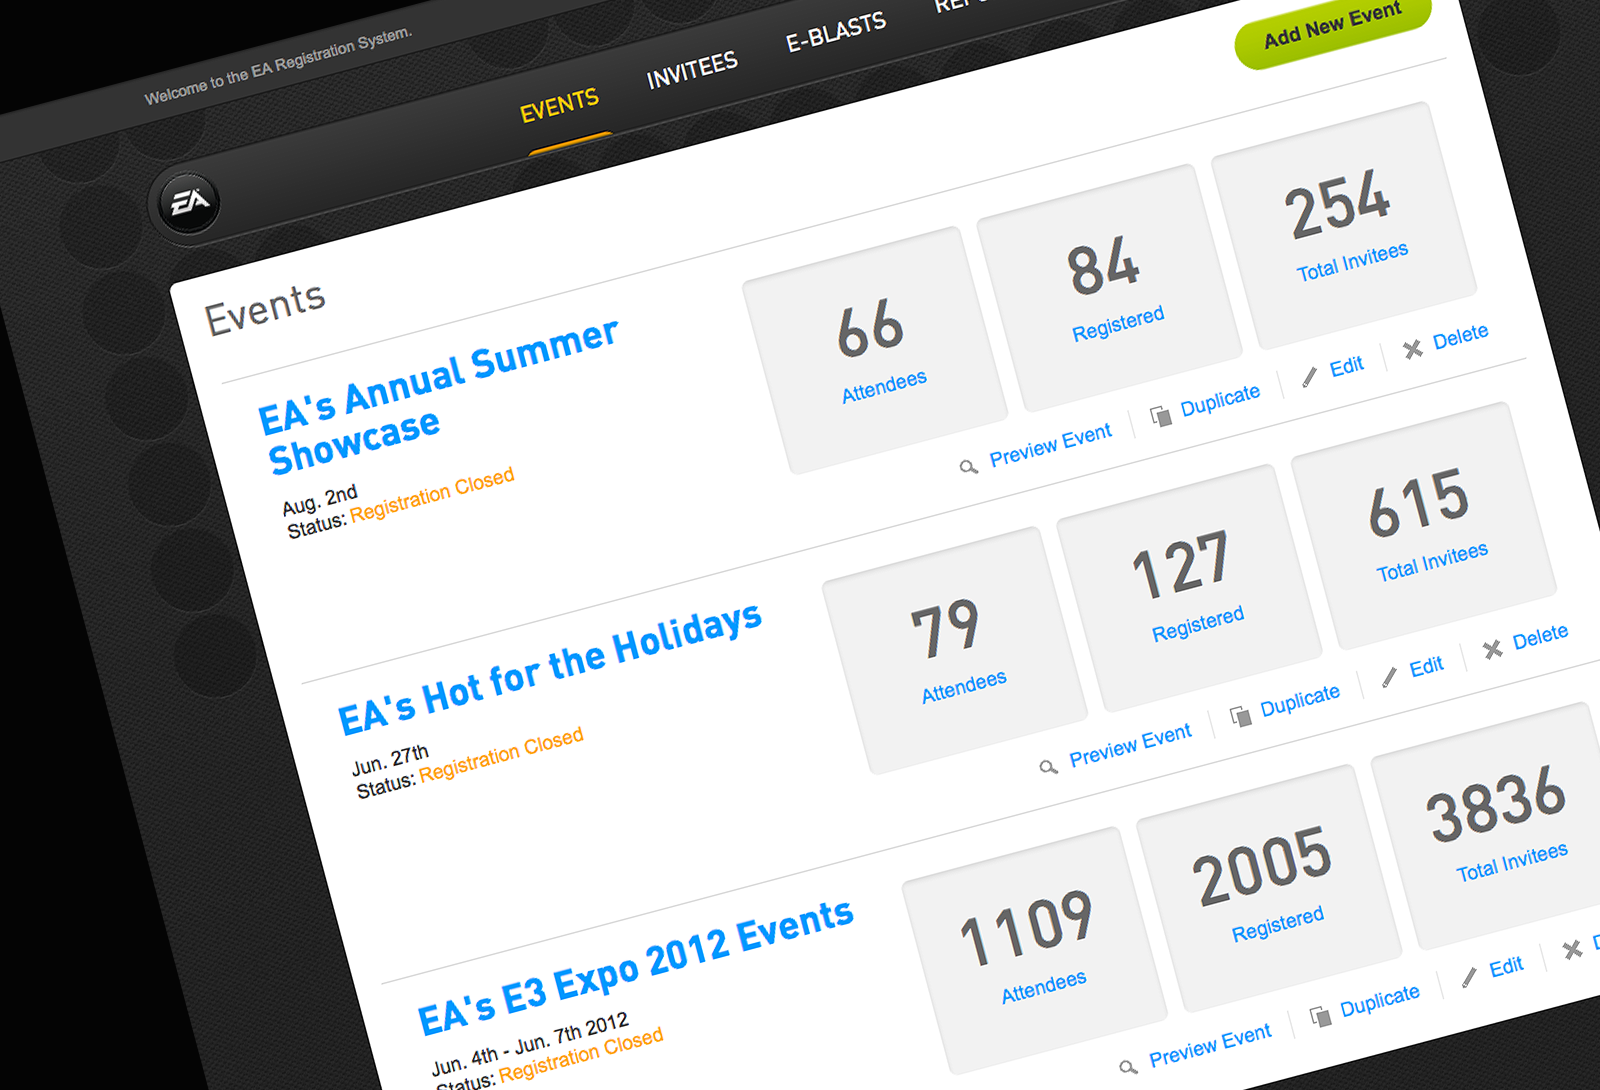 Welcome to the EA Registration System.
EVENTS
INVITEES
E-BLASTS
Add New Event
EA
Events
EA's Annual Summer
Showcase
Aug. 2nd
Status: Registration Closed
66
Attendees
84
Registered
254
Total Invitees
Preview Event
Duplicate
Edit
Delete
EA's Hot for the Holidays
Jun. 27th
Status: Registration Closed
79
Attendees
127
Registered
615
Total Invitees
Preview Event
Duplicate
Edit
Delete
EA's E3 Expo 2012 Events
Jun. 4th - Jun. 7th 2012
Status: Registration Closed
1109
Attendees
2005
Registered
3836
Total Invitees
Preview Event
Duplicate
Edit